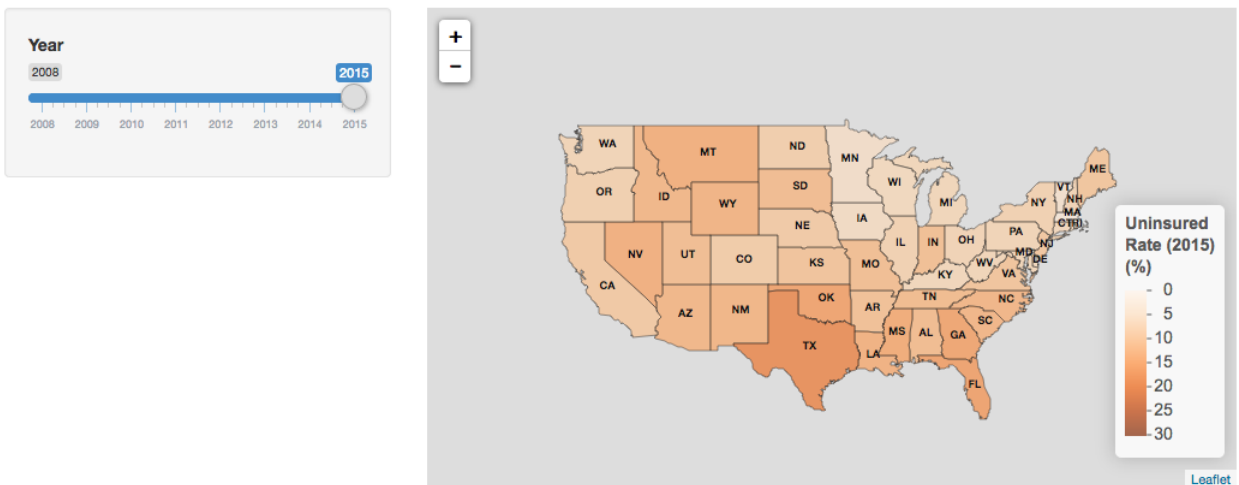 Year
2008
2015
2008 2009 2010 2011 2012 2013 2014 2015
+
−
WA
MT
ND
MN
ME
OR
ID
SD
WI
MI
VT
NH
WY
NY
MA
IA
CT
NE
PA
NV
UT
CO
IL
IN
OH
NJ
MD
DE
WV
CA
KS
MO
KY
VA
AZ
NM
OK
AR
TN
NC
SC
TX
MS
AL
GA
LA
FL
Uninsured
Rate (2015)
(%)
0
5
10
15
20
25
30
Leaflet